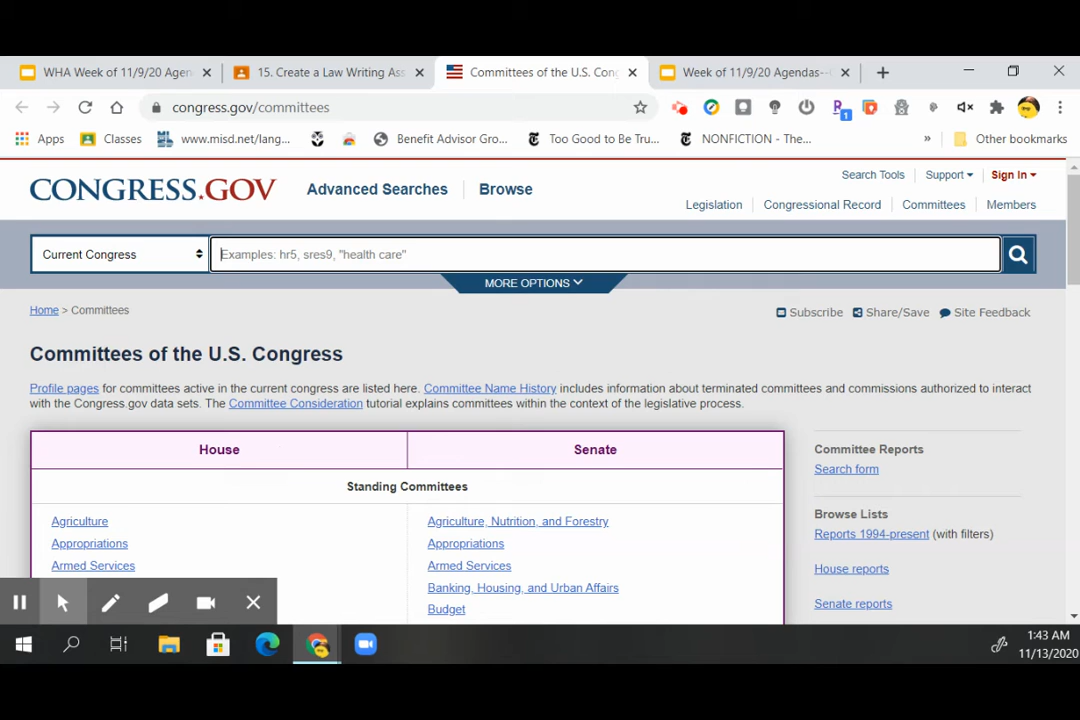 WHA Week of 11/9/20 Agen
15. Create a Law Writing Ass
Committees of the U.S. Cong
Week of 11/9/20 Agendas--
congress.gov/committees
R
1
Apps
Classes
www.misd.net/lang...
Benefit Advisor Gro...
Too Good to Be Tru...
NONFICTION - The...
»
Other bookmarks
CONGRESS.GOV
Advanced Searches
Browse
Search Tools
Support
Sign In
Legislation
Congressional Record
Committees
Members
Current Congress
Examples: hr5, sres9, "health care"
MORE OPTIONS
Home > Committees
Subscribe
Share/Save
Site Feedback
Committees of the U.S. Congress
Profile pages for committees active in the current congress are listed here. Committee Name History includes information about terminated committees and commissions authorized to interact
with the Congress.gov data sets. The Committee Consideration tutorial explains committees within the context of the legislative process.
House
Senate
Standing Committees
Agriculture
Appropriations
Armed Services
Agriculture, Nutrition, and Forestry
Appropriations
Armed Services
Banking, Housing, and Urban Affairs
Budget
Committee Reports
Search form
Browse Lists
Reports 1994-present (with filters)
House reports
Senate reports
1:43 AM
11/13/2020